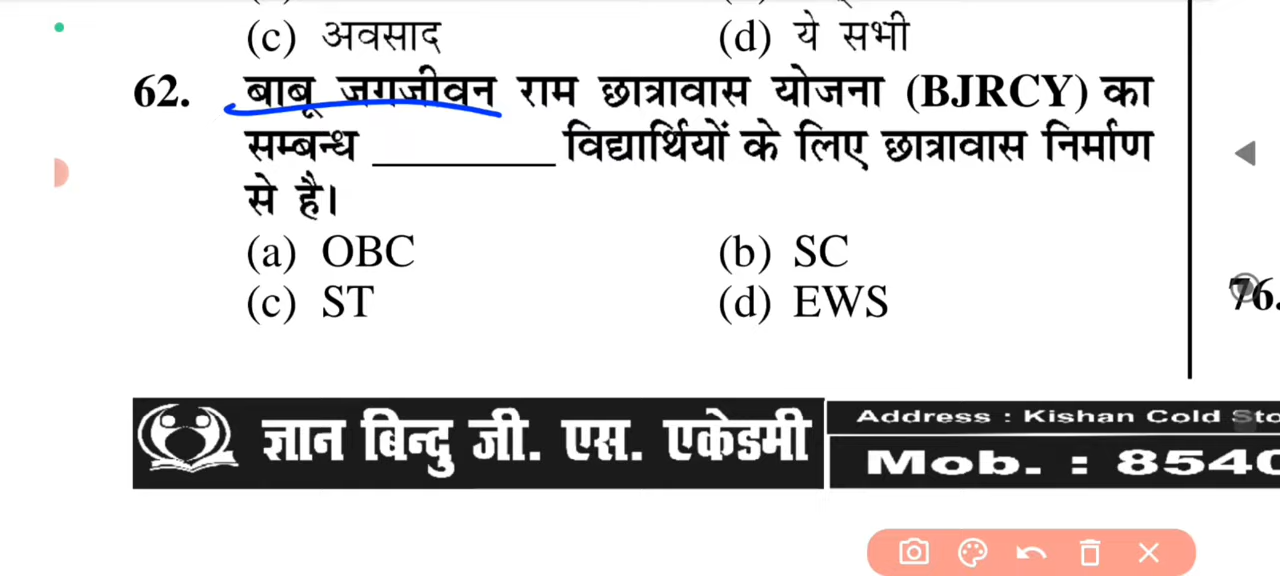 (c) अवसाद (d) ये सभी
62. बाबू जगजीवन राम छात्रावास योजना (BJRCY) का
सम्बन्ध ________ विद्यार्थियों के लिए छात्रावास निर्माण
से है।
(a) OBC (b) SC
(c) ST (d) EWS
76.
ज्ञान बिन्दु जी. एस. एकेडमी
Address : Kishan Cold Sto
Mob. : 8540